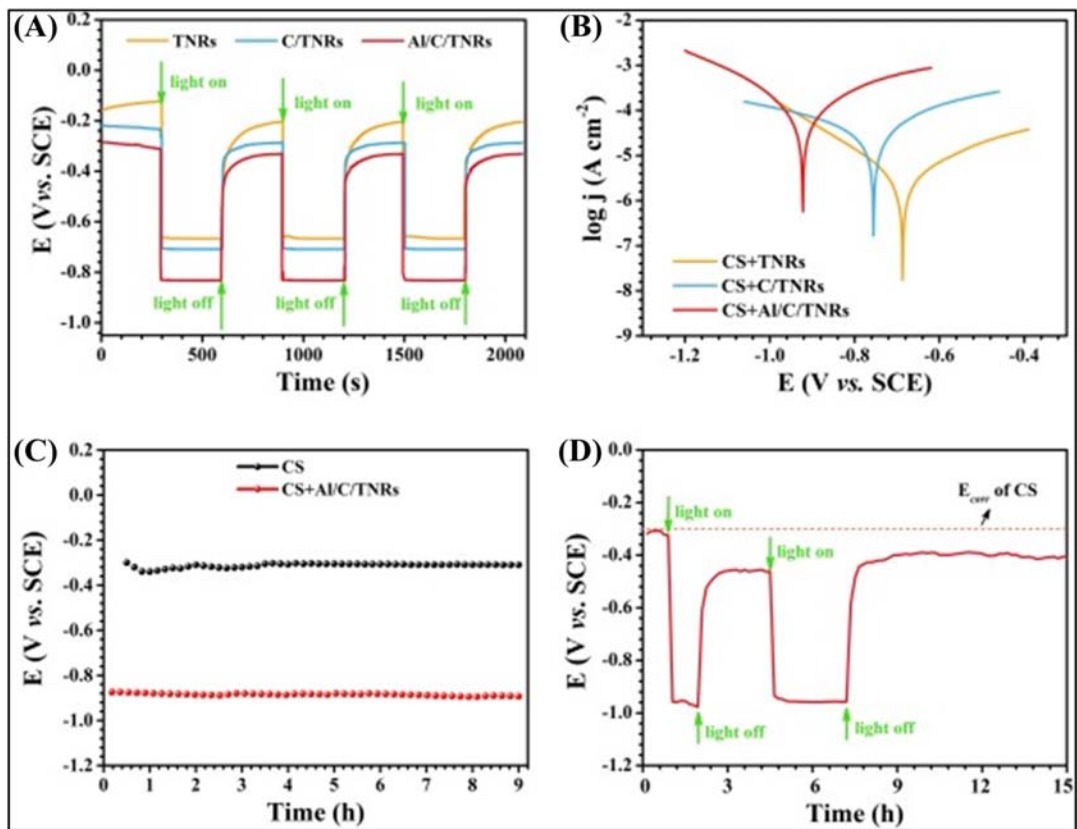 (A)
TNRs C/TNRs Al/C/TNRs
0.0
-0.2
-0.4
-0.6
-0.8
-1.0
E (V vs. SCE)
light on
light on
light on
light off
light off
light off
0 500 1000 1500 2000
Time (s)
(B)
-2
-3
-4
-5
-6
-7
-8
-9
log j (A cm-2)
CS+TNRs
CS+C/TNRs
CS+Al/C/TNRs
-1.2 -1.0 -0.8 -0.6 -0.4
E (V vs. SCE)
(C)
0.2
0.0
-0.2
-0.4
-0.6
-0.8
-1.0
-1.2
E (V vs. SCE)
CS
CS+Al/C/TNRs
0 1 2 3 4 5 6 7 8 9
Time (h)
(D)
0.0
-0.2
-0.4
-0.6
-0.8
-1.0
-1.2
E (V vs. SCE)
light on
Ecorr of CS
light on
light off
light off
0 3 6 9 12 15
Time (h)